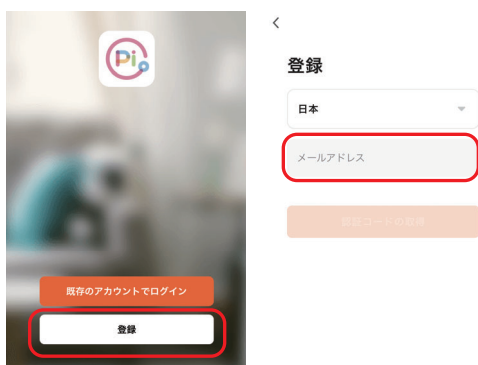 Pi
既存のアカウントでログイン
登録
登録
日本
メールアドレス
認証コードの取得